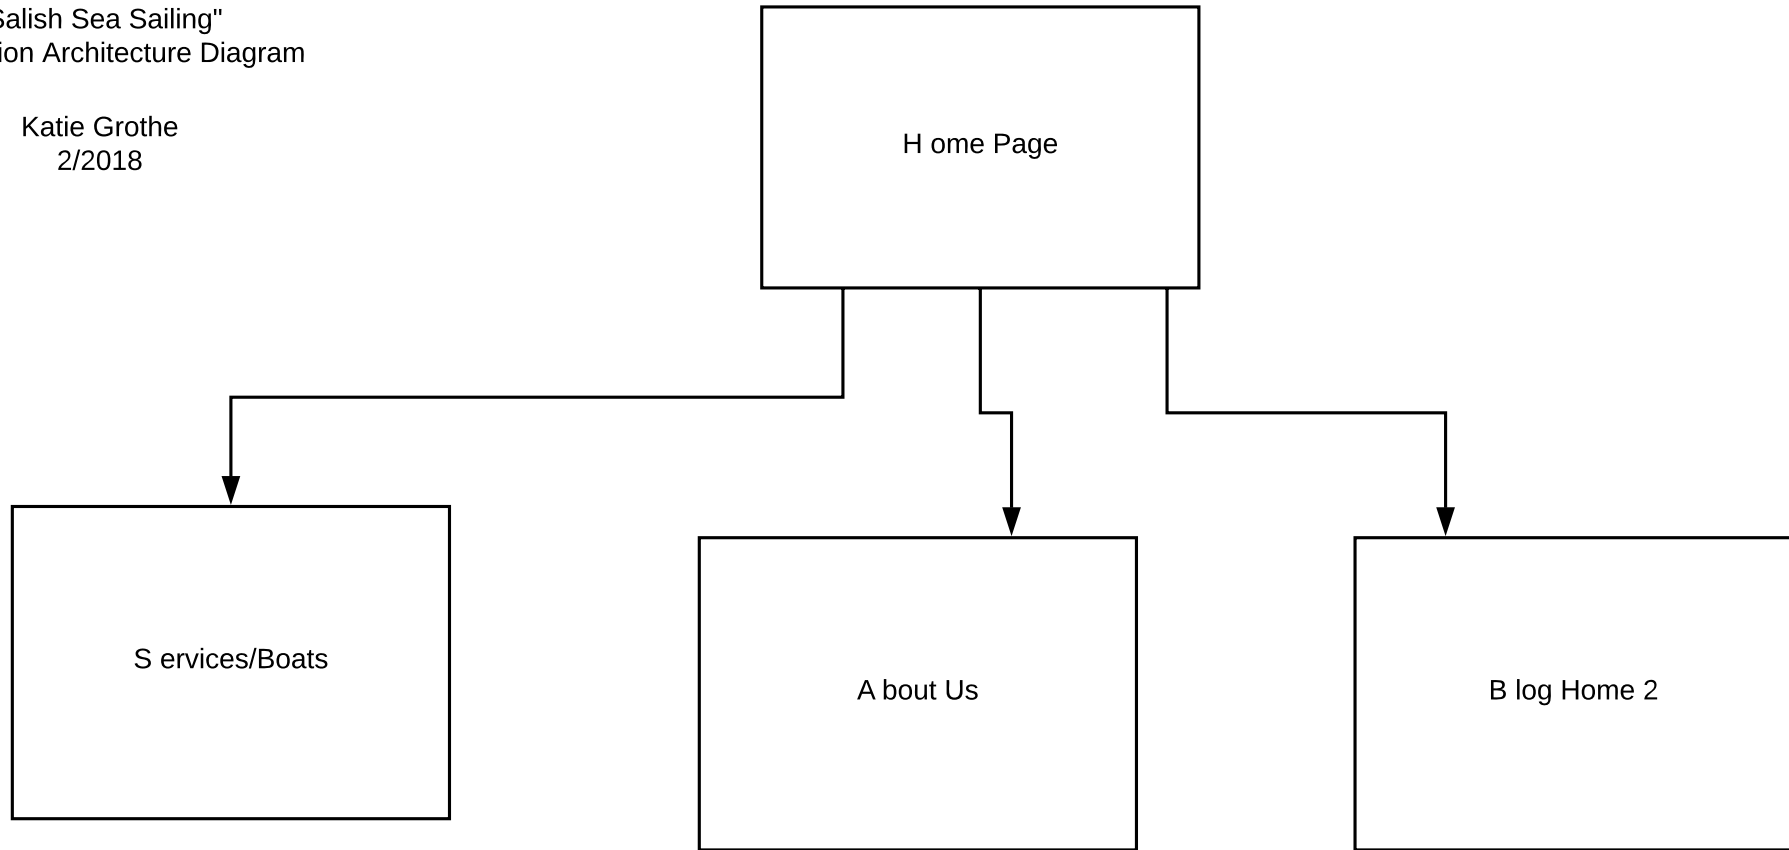 Salish Sea Sailing"
ion Architecture Diagram
Katie Grothe
2/2018
H ome Page
S ervices/Boats
A bout Us
B log Home 2